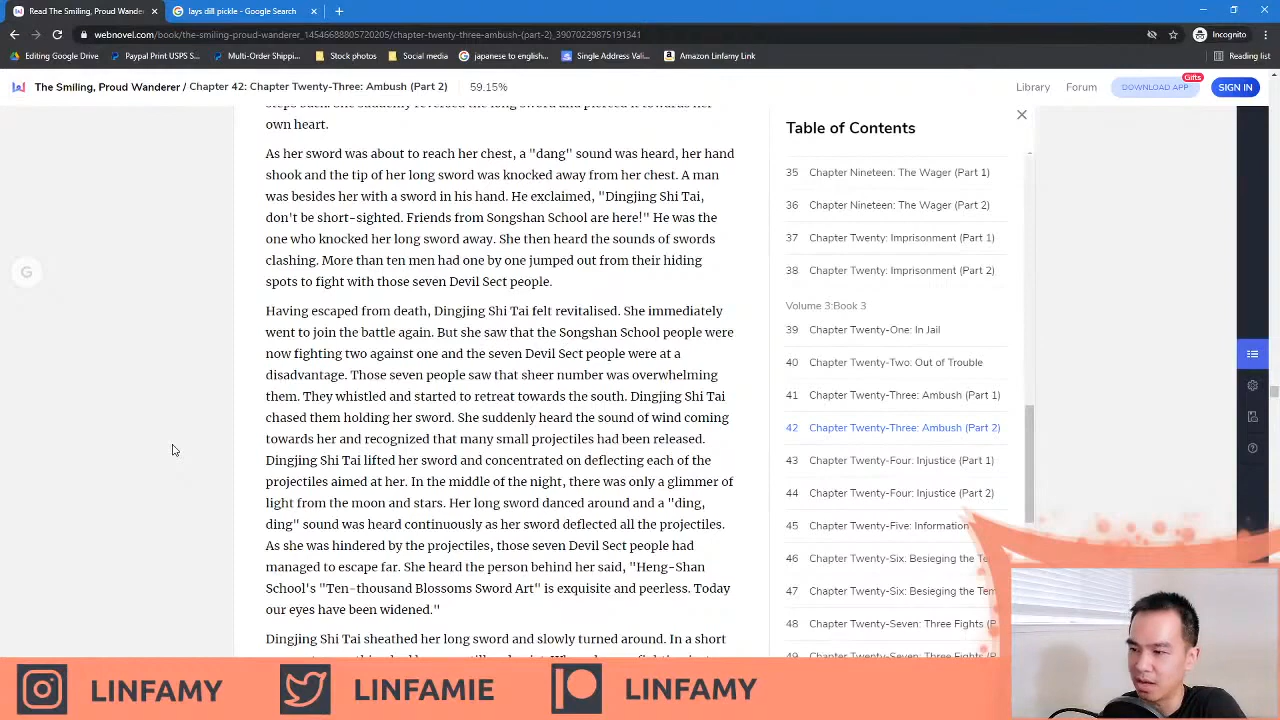 Read The Smiling, Proud Wander
lays dill pickle - Google Search
webnovel.com/book/the-smiling-proud-wanderer_14546688805720205/chapter-twenty-three-ambush-(part-2)_39070229875191341
Incognito
Editing Google Drive
Paypal Print USPS S...
Multi-Order Shippi...
Stock photos
Social media
japanese to english...
Single Address Vali...
Amazon Linfamy Link
Reading list
The Smiling, Proud Wanderer / Chapter 42: Chapter Twenty-Three: Ambush (Part 2)
59.15%
Library
Forum
DOWNLOAD APP
Gifts
SIGN IN
own heart.
As her sword was about to reach her chest, a "dang" sound was heard, her hand
shook and the tip of her long sword was knocked away from her chest. A man
was besides her with a sword in his hand. He exclaimed, "Dingjing Shi Tai,
don't be short-sighted. Friends from Songshan School are here!" He was the
one who knocked her long sword away. She then heard the sounds of swords
clashing. More than ten men had one by one jumped out from their hiding
spots to fight with those seven Devil Sect people.
Having escaped from death, Dingjing Shi Tai felt revitalised. She immediately
went to join the battle again. But she saw that the Songshan School people were
now fighting two against one and the seven Devil Sect people were at a
disadvantage. Those seven people saw that sheer number was overwhelming
them. They whistled and started to retreat towards the south. Dingjing Shi Tai
chased them holding her sword. She suddenly heard the sound of wind coming
towards her and recognized that many small projectiles had been released.
Dingjing Shi Tai lifted her sword and concentrated on deflecting each of the
projectiles aimed at her. In the middle of the night, there was only a glimmer of
light from the moon and stars. Her long sword danced around and a "ding,
ding" sound was heard continuously as her sword deflected all the projectiles.
As she was hindered by the projectiles, those seven Devil Sect people had
managed to escape far. She heard the person behind her said, "Heng-Shan
School's "Ten-thousand Blossoms Sword Art" is exquisite and peerless. Today
our eyes have been widened."
Dingjing Shi Tai sheathed her long sword and slowly turned around. In a short
Table of Contents
35 Chapter Nineteen: The Wager (Part 1)
36 Chapter Nineteen: The Wager (Part 2)
37 Chapter Twenty: Imprisonment (Part 1)
38 Chapter Twenty: Imprisonment (Part 2)
Volume 3:Book 3
39 Chapter Twenty-One: In Jail
40 Chapter Twenty-Two: Out of Trouble
41 Chapter Twenty-Three: Ambush (Part 1)
42 Chapter Twenty-Three: Ambush (Part 2)
43 Chapter Twenty-Four: Injustice (Part 1)
44 Chapter Twenty-Four: Injustice (Part 2)
45 Chapter Twenty-Five: Information
46 Chapter Twenty-Six: Besieging the Te
47 Chapter Twenty-Six: Besieging the Tem
48 Chapter Twenty-Seven: Three Fights (P
49 Chapter Twenty-Seven: Three Fights (P
G
LINFAMY
LINFAMIE
LINFAMY